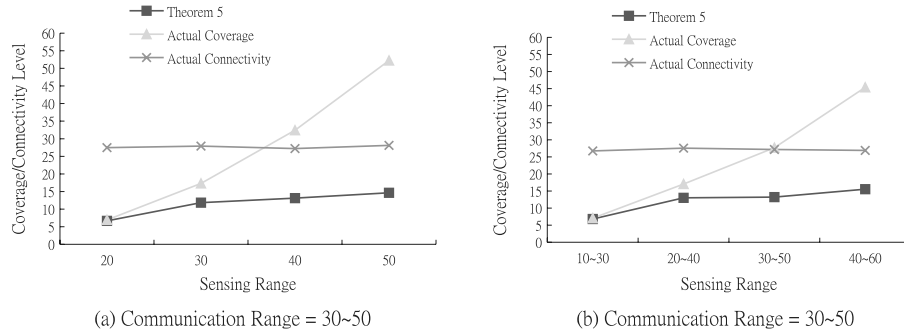 Theorem 5
Actual Coverage
Actual Connectivity
Coverage/Connectivity Level
60
55
50
45
40
35
30
25
20
15
10
5
0
20
30
40
50
Sensing Range
(a) Communication Range = 30~50
Theorem 5
Actual Coverage
Actual Connectivity
Coverage/Connectivity Level
60
55
50
45
40
35
30
25
20
15
10
5
0
10~30
20~40
30~50
40~60
Sensing Range
(b) Communication Range = 30~50